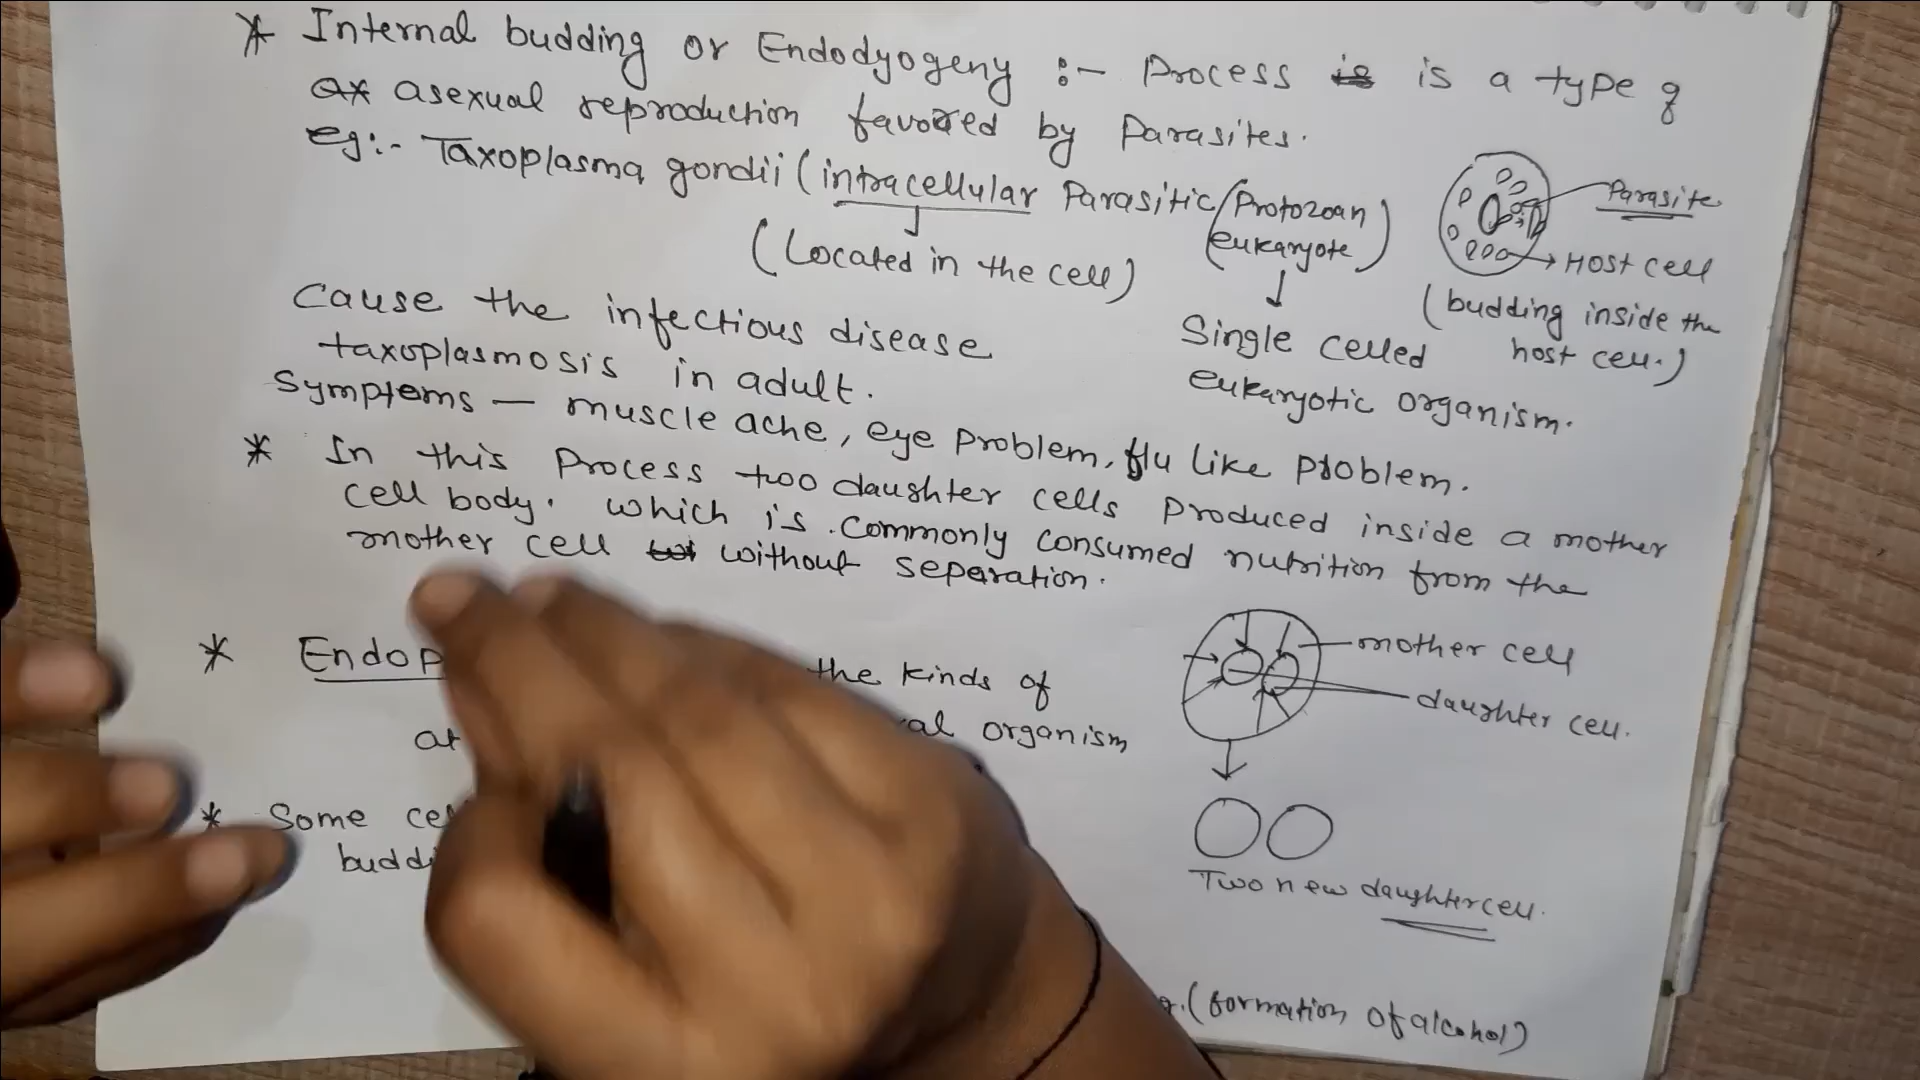 * Internal budding or Endodyogeny :- Process is is a type of
asexual reproduction favored by Parasites.
eg:- Taxoplasma gondii (intracellular Parasitic/Protozoan
eukaryote)
(Located in the cell)
Parasite
Host cell
(budding inside the
host cell.)
Single celled
eukaryotic organism.
Cause the infectious disease
taxoplasmosis in adult.
Symptoms – muscle ache, eye problem, flu like problem.
* In this Process two daughter cells produced inside a mother
cell body. which is commonly consumed nutrition from the
mother cell without separation.
mother cell
daughter cell.
Two new daughter cell.
* the kinds of
organism
* Some
(formation of alcohol)